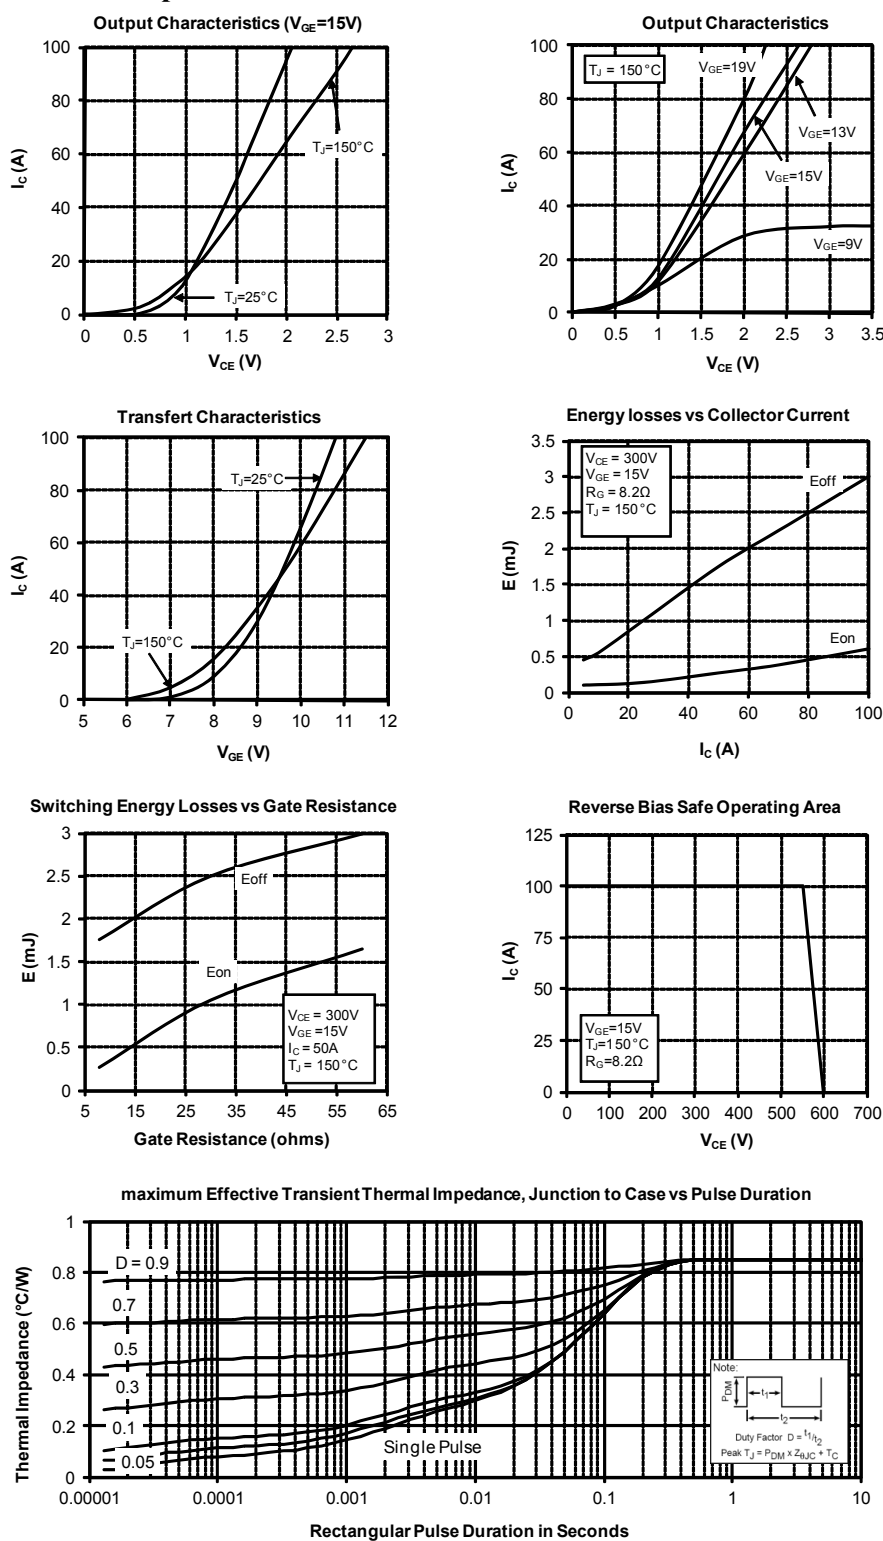 Output Characteristics (VGE=15V)
100
80
60
40
20
0
IC (A)
TJ=150°C
TJ=25°C
0 0.5 1 1.5 2 2.5 3
VCE (V)
Output Characteristics
100
80
60
40
20
0
IC (A)
TJ = 150°C
VGE=19V
VGE=13V
VGE=15V
VGE=9V
0 0.5 1 1.5 2 2.5 3 3.5
VCE (V)
Transfert Characteristics
100
80
60
40
20
0
IC (A)
TJ=25°C
TJ=150°C
5 6 7 8 9 10 11 12
VGE (V)
Energy losses vs Collector Current
3.5
3
2.5
2
1.5
1
0.5
0
E (mJ)
VCE = 300V
VGE = 15V
RG = 8.2Ω
TJ = 150°C
Eoff
Eon
0 20 40 60 80 100
IC (A)
Switching Energy Losses vs Gate Resistance
3
2.5
2
1.5
1
0.5
0
E (mJ)
Eoff
Eon
VCE = 300V
VGE =15V
IC = 50A
TJ = 150°C
5 15 25 35 45 55 65
Gate Resistance (ohms)
Reverse Bias Safe Operating Area
125
100
75
50
25
0
IC (A)
VGE=15V
TJ=150°C
RG=8.2Ω
0 100 200 300 400 500 600 700
VCE (V)
maximum Effective Transient Thermal Impedance, Junction to Case vs Pulse Duration
1
0.8
0.6
0.4
0.2
0
Thermal Impedance (°C/W)
D = 0.9
0.7
0.5
0.3
0.1
0.05
Single Pulse
Note:
PDM
t1
t2
Duty Factor D = t1/t2
Peak TJ = PDM x ZθJC + TC
0.00001 0.0001 0.001 0.01 0.1 1 10
Rectangular Pulse Duration in Seconds